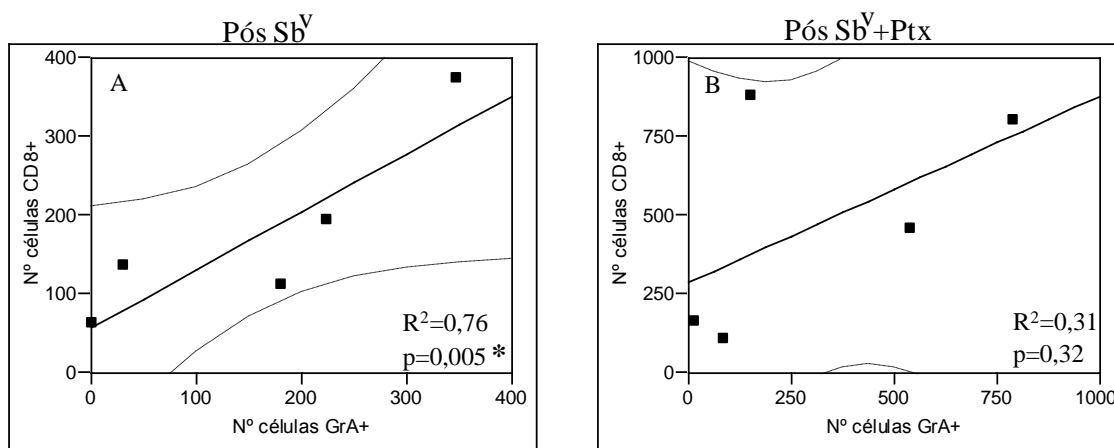 Pós Sbⱽ
A
Nº células CD8+
400
300
200
100
0
R²=0,76
p=0,005 *
0 100 200 300 400
Nº células GrA+
Pós Sbⱽ+Ptx
B
Nº células CD8+
1000
750
500
250
0
R²=0,31
p=0,32
0 250 500 750 1000
Nº células GrA+